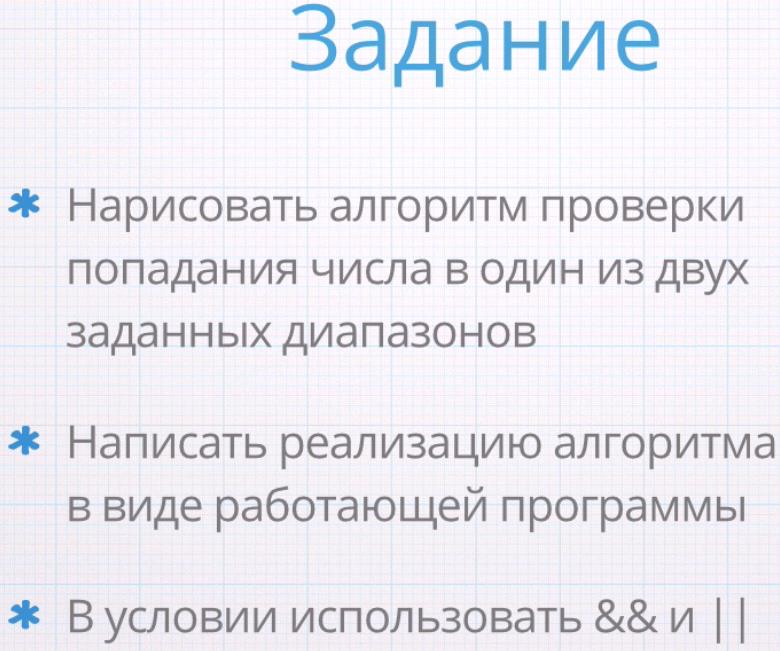 Задание
* Нарисовать алгоритм проверки
попадания числа в один из двух
заданных диапазонов
* Написать реализацию алгоритма
в виде работающей программы
* В условии использовать && и ||